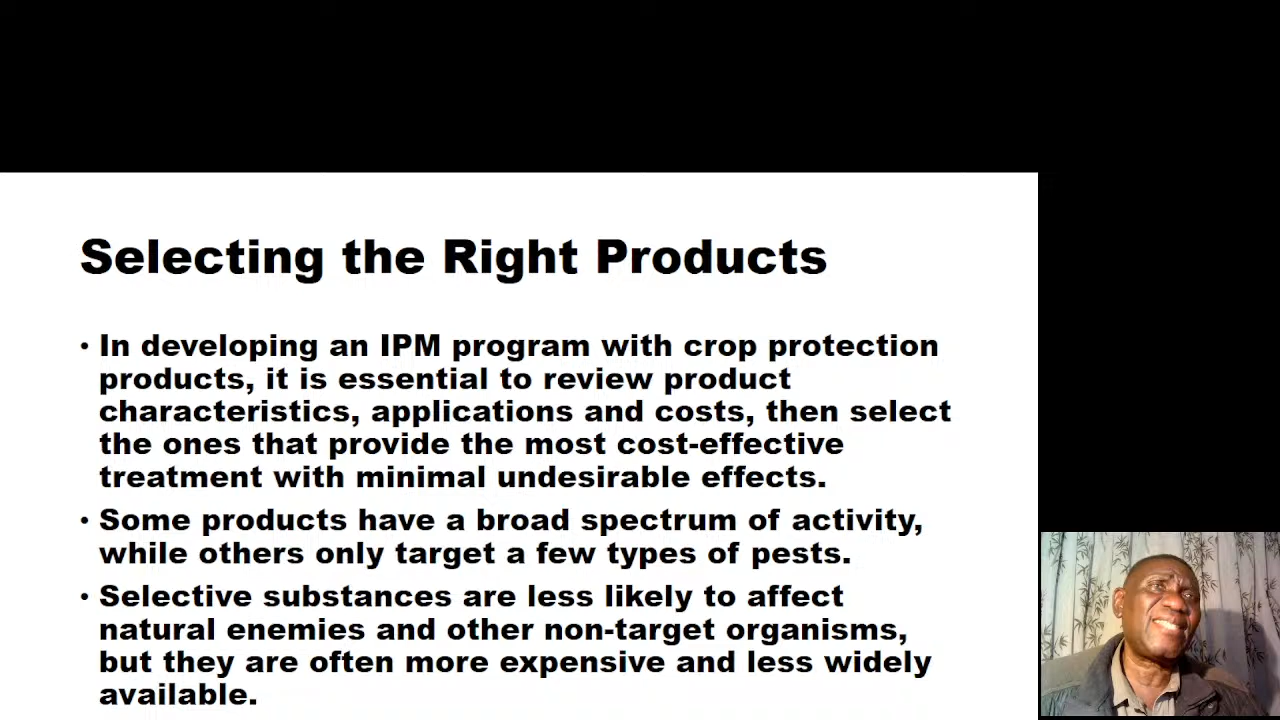 Selecting the Right Products
• In developing an IPM program with crop protection
products, it is essential to review product
characteristics, applications and costs, then select
the ones that provide the most cost-effective
treatment with minimal undesirable effects.
• Some products have a broad spectrum of activity,
while others only target a few types of pests.
• Selective substances are less likely to affect
natural enemies and other non-target organisms,
but they are often more expensive and less widely
available.